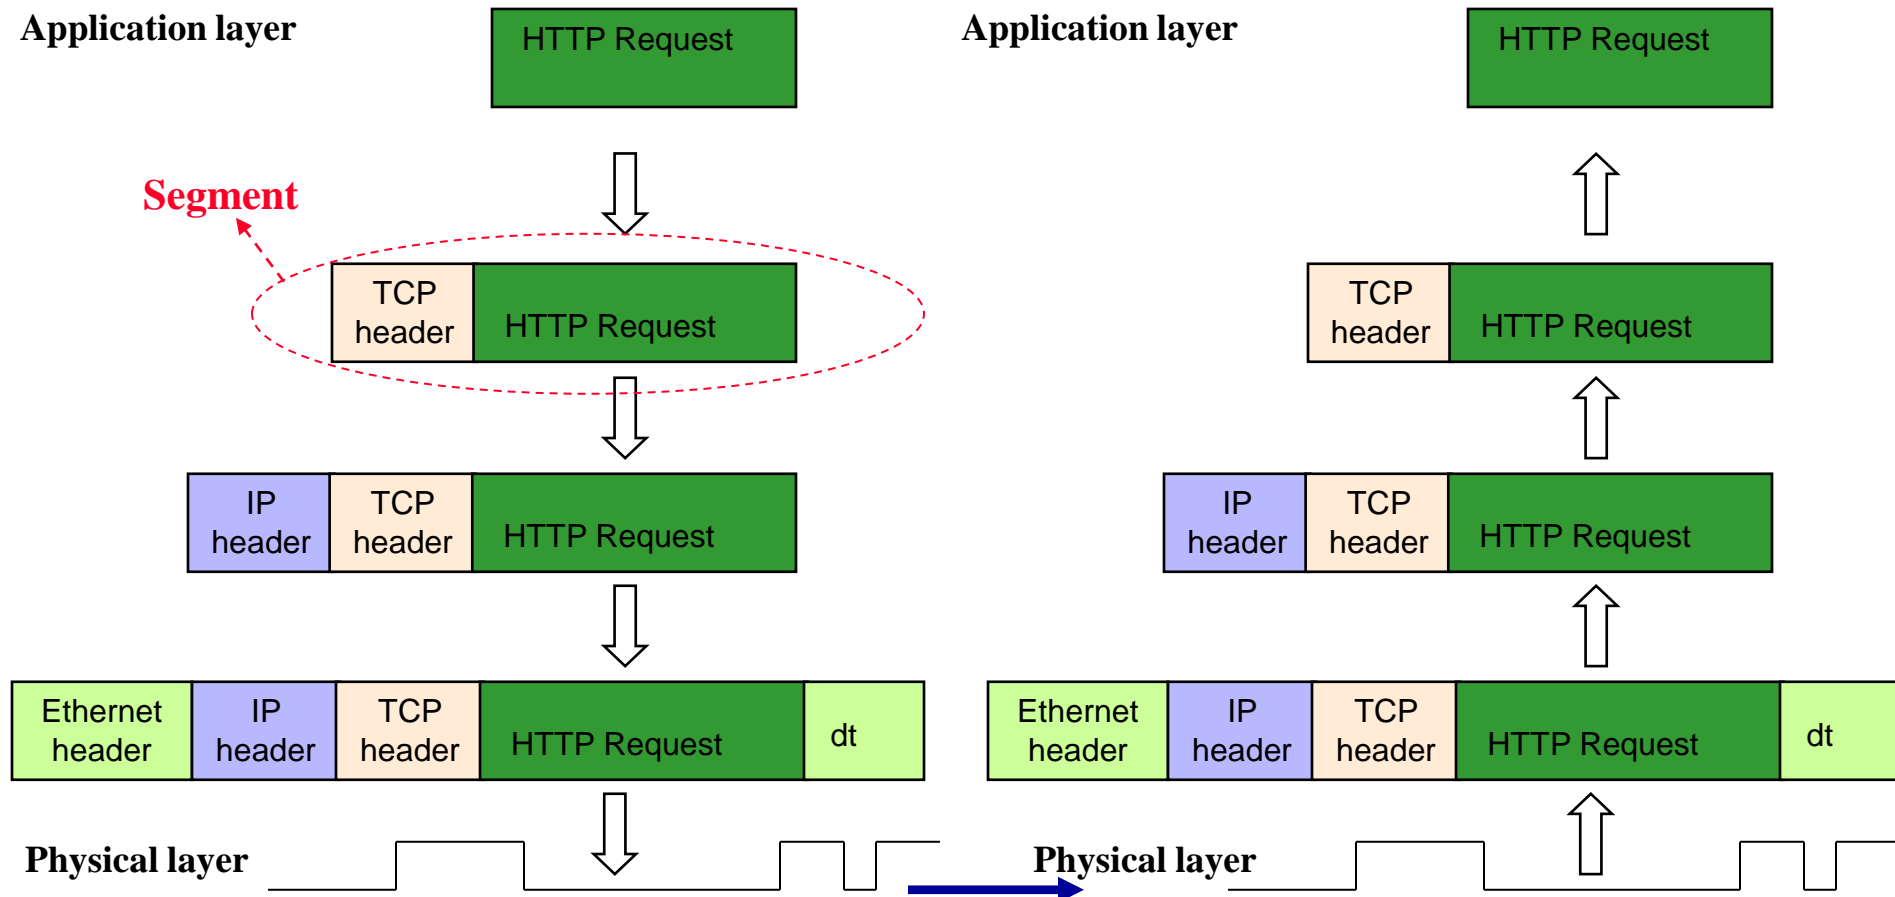 Application layer
HTTP Request
Segment
TCP
header
HTTP Request
IP
header
TCP
header
HTTP Request
Ethernet
header
IP
header
TCP
header
HTTP Request
dt
Physical layer
Application layer
HTTP Request
TCP
header
HTTP Request
IP
header
TCP
header
HTTP Request
Ethernet
header
IP
header
TCP
header
HTTP Request
dt
Physical layer